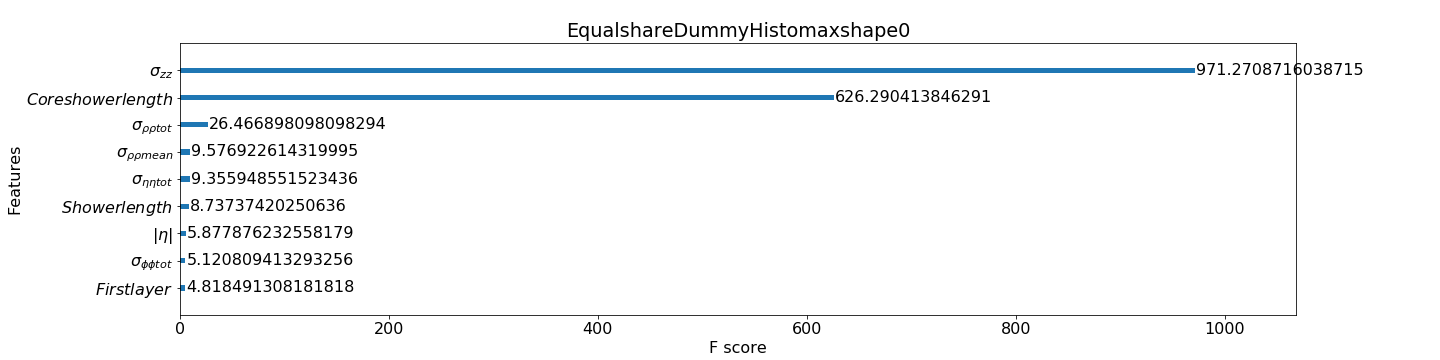 EqualshareDummyHistomaxshape0
σzz 971.2708716038715
Coreshowerlength 626.290413846291
σρρtot 26.466898098098294
σρρmean 9.576922614319995
σηηtot 9.355948551523436
Showerlength 8.73737420250636
|η| 5.877876232558179
σϕϕtot 5.120809413293256
Firstlayer 4.818491308181818
Features
0 200 400 600 800 1000
F score